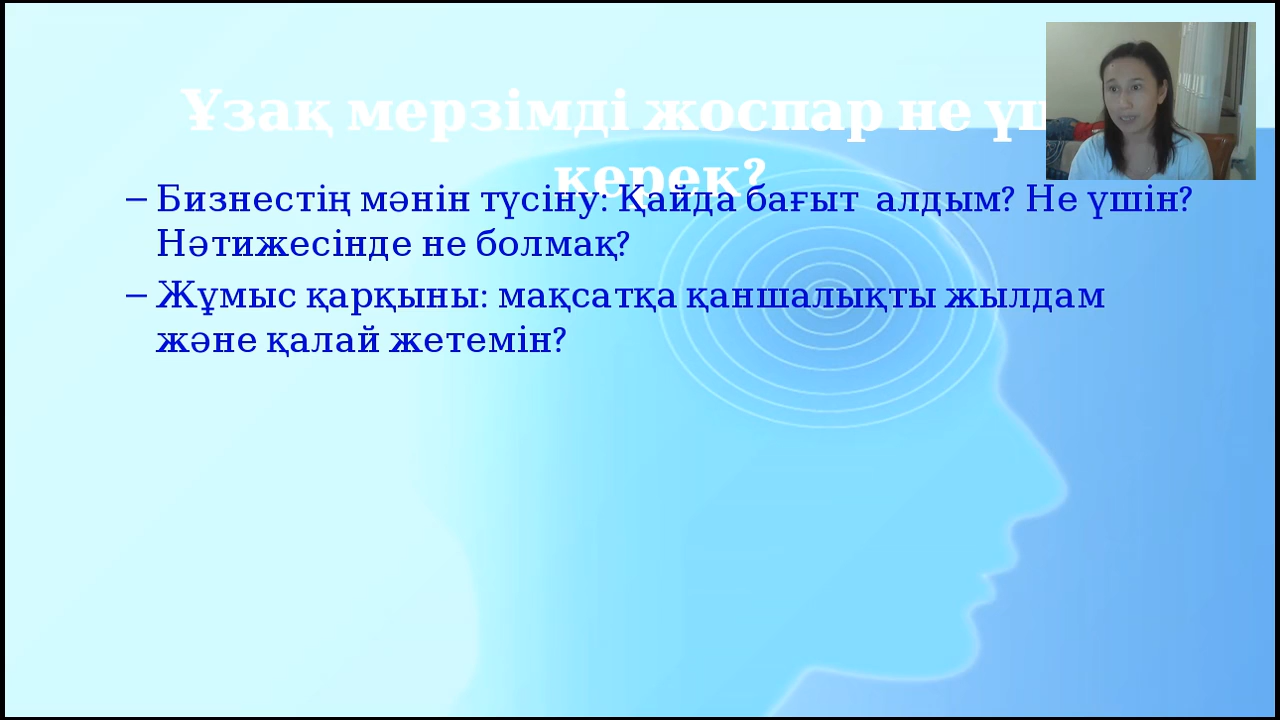 Ұзақ мерзімді жоспар не
керек?
– Бизнестің мәнін түсіну: Қайда бағыт алдым? Не үшін?
Нәтижесінде не болмақ?
– Жұмыс қарқыны: мақсатқа қаншалықты жылдам
және қалай жетемін?